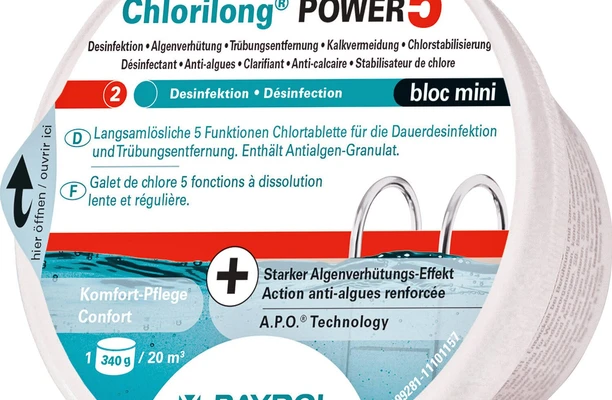 Chlorilong® POWER5
Desinfektion • Algenverhütung • Trübungsentfernung • Kalkvermeidung • Chlorstabilisierung
Désinfectant • Anti-algues • Clarifiant • Anti-calcaire • Stabilisateur de chlore
2 Desinfektion • Désinfection bloc mini
D Langsamlösliche 5 Funktionen Chlortablette für die Dauerdesinfektion
und Trübungsentfernung. Enthält Antialgen-Granulat.
F Galet de chlore 5 fonctions à dissolution
lente et régulière.
hier öffnen / ouvrir ici
+ Starker Algenverhütungs-Effekt
Action anti-algues renforcée
A.P.O.® Technology
Komfort-Pflege
Confort
1 340 g / 20 m³
99281-11101157